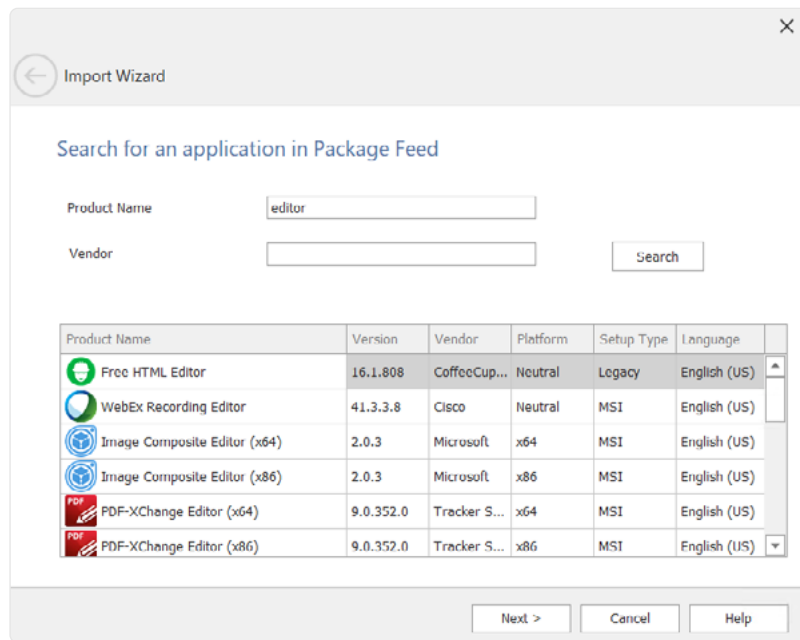 Import Wizard
Search for an application in Package Feed
Product Name editor
Vendor Search
Product Name Version Vendor Platform Setup Type Language
Free HTML Editor 16.1.808 CoffeeCup... Neutral Legacy English (US)
WebEx Recording Editor 41.3.3.8 Cisco Neutral MSI English (US)
Image Composite Editor (x64) 2.0.3 Microsoft x64 MSI English (US)
Image Composite Editor (x86) 2.0.3 Microsoft x86 MSI English (US)
PDF PDF-XChange Editor (x64) 9.0.352.0 Tracker S... x64 MSI English (US)
PDF PDF-XChange Editor (x86) 9.0.352.0 Tracker S... x86 MSI English (US)
Next > Cancel Help